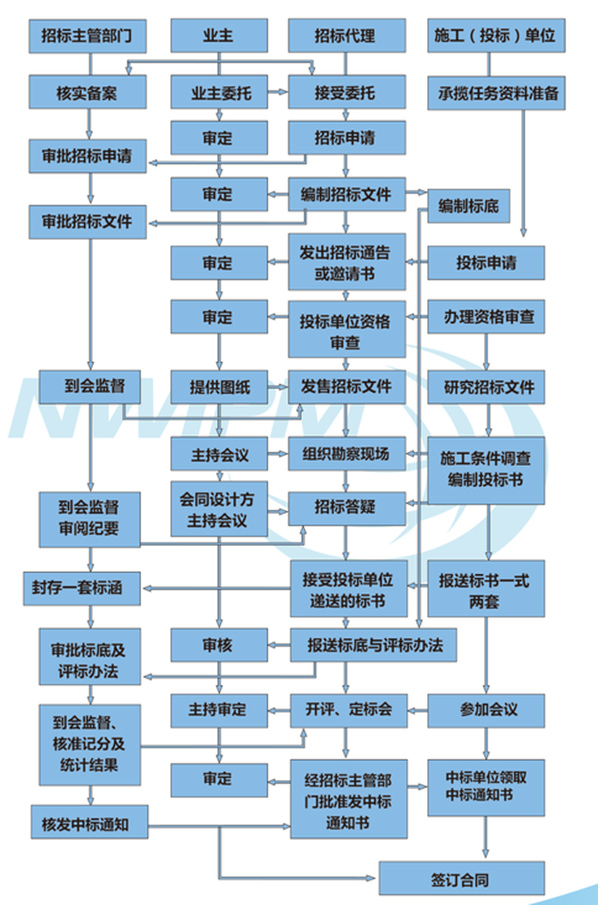 招标主管部门
业主
招标代理
施工（投标）单位
核实备案
业主委托
接受委托
承揽任务资料准备
审定
招标申请
审批招标申请
审定
编制招标文件
编制标底
审批招标文件
审定
发出招标通告
或邀请书
投标申请
审定
投标单位资格
审查
办理资格审查
到会监督
提供图纸
发售招标文件
研究招标文件
NWIPM
主持会议
组织勘察现场
施工条件调查
编制投标书
到会监督
审阅纪要
会同设计方
主持会议
招标答疑
封存一套标涵
接受投标单位
递送的标书
报送标书一式
两套
审批标底及
评标办法
审核
报送标底与评标办法
主持审定
开评、定标会
参加会议
到会监督、
核准记分及
统计结果
审定
经招标主管部
门批准发中标
通知书
中标单位领取
中标通知书
核发中标通知
签订合同